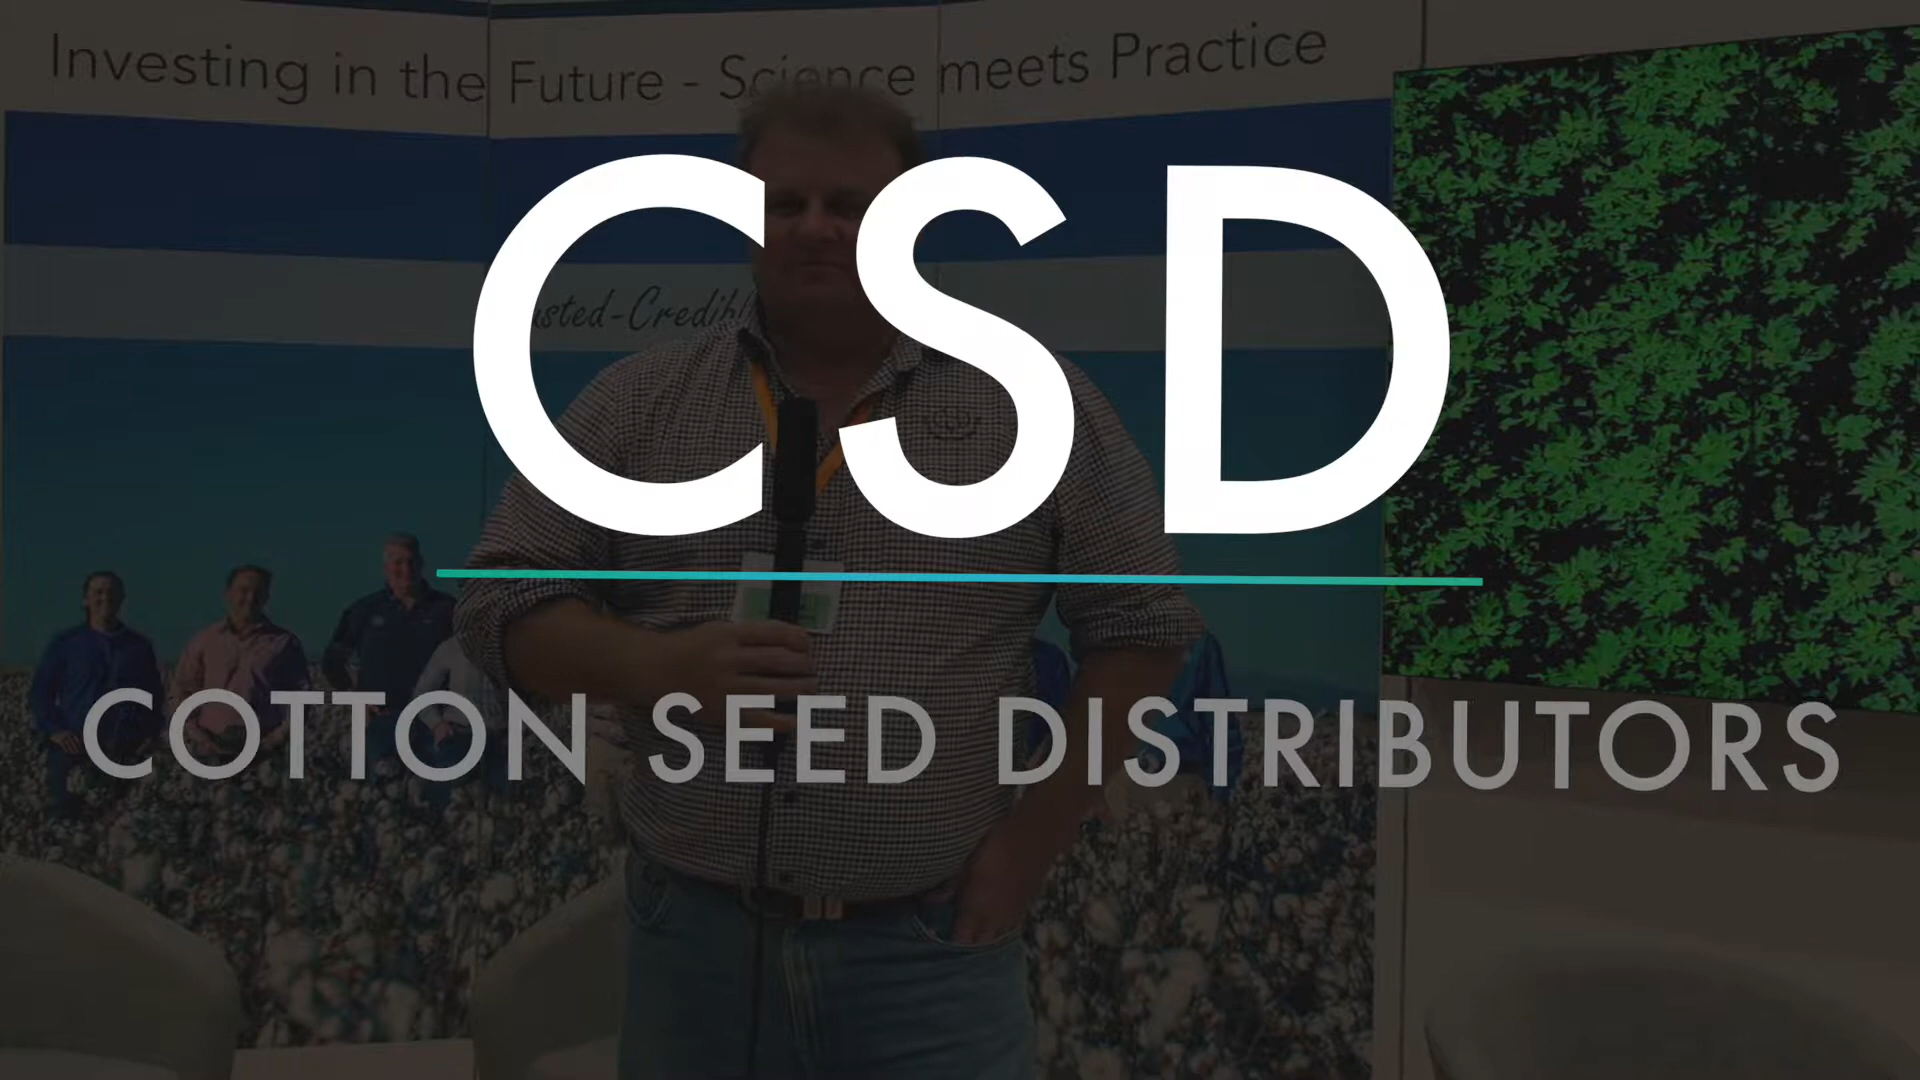 Investing in the Future - Science meets Practice
CSD
COTTON SEED DISTRIBUTORS